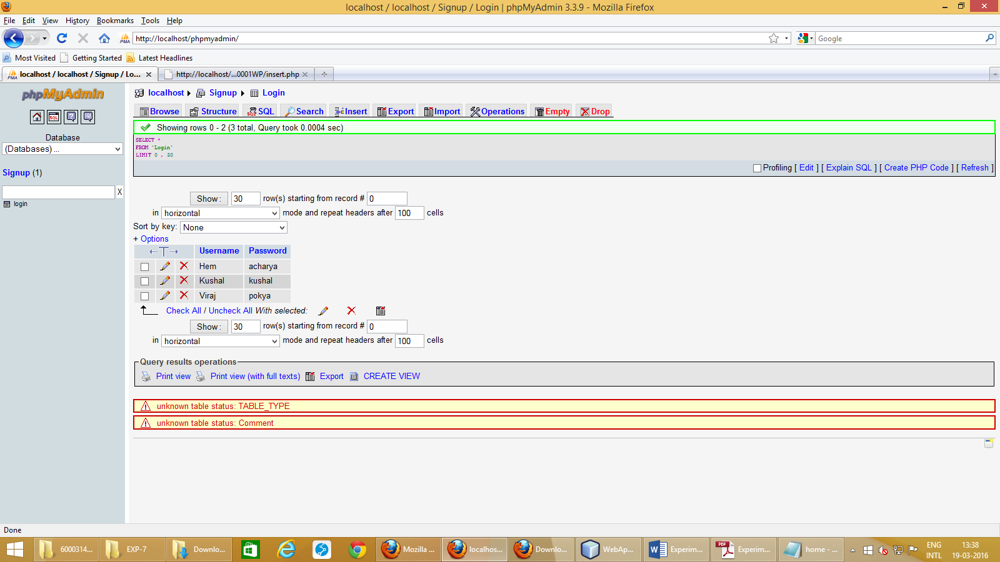 localhost / localhost / Signup / Login | phpMyAdmin 3.3.9 - Mozilla Firefox
File Edit View History Bookmarks Tools Help
http://localhost/phpmyadmin/
Google
Most Visited Getting Started Latest Headlines
localhost / localhost / Signup / Lo... http://localhost/...0001WP/insert.php
phpMyAdmin
Database
(Databases) ...
Signup (1)
X
login
localhost Signup Login
Browse Structure SQL Search Insert Export Import Operations Empty Drop
Showing rows 0 - 2 (3 total, Query took 0.0004 sec)
SELECT *
FROM `Login`
LIMIT 0 , 30
Profiling [ Edit ] [ Explain SQL ] [ Create PHP Code ] [ Refresh ]
Show : 30 row(s) starting from record # 0
in horizontal mode and repeat headers after 100 cells
Sort by key: None
+ Options
←T→ Username Password
Hem acharya
Kushal kushal
Viraj pokya
Check All / Uncheck All With selected:
Show : 30 row(s) starting from record # 0
in horizontal mode and repeat headers after 100 cells
Query results operations
Print view Print view (with full texts) Export CREATE VIEW
unknown table status: TABLE_TYPE
unknown table status: Comment
Done
6000314... EXP-7 Downlo... Mozilla ... localhos... Downlo... WebAp... Experim... Experim... home - ... ENG 13:38
INTL 19-03-2016